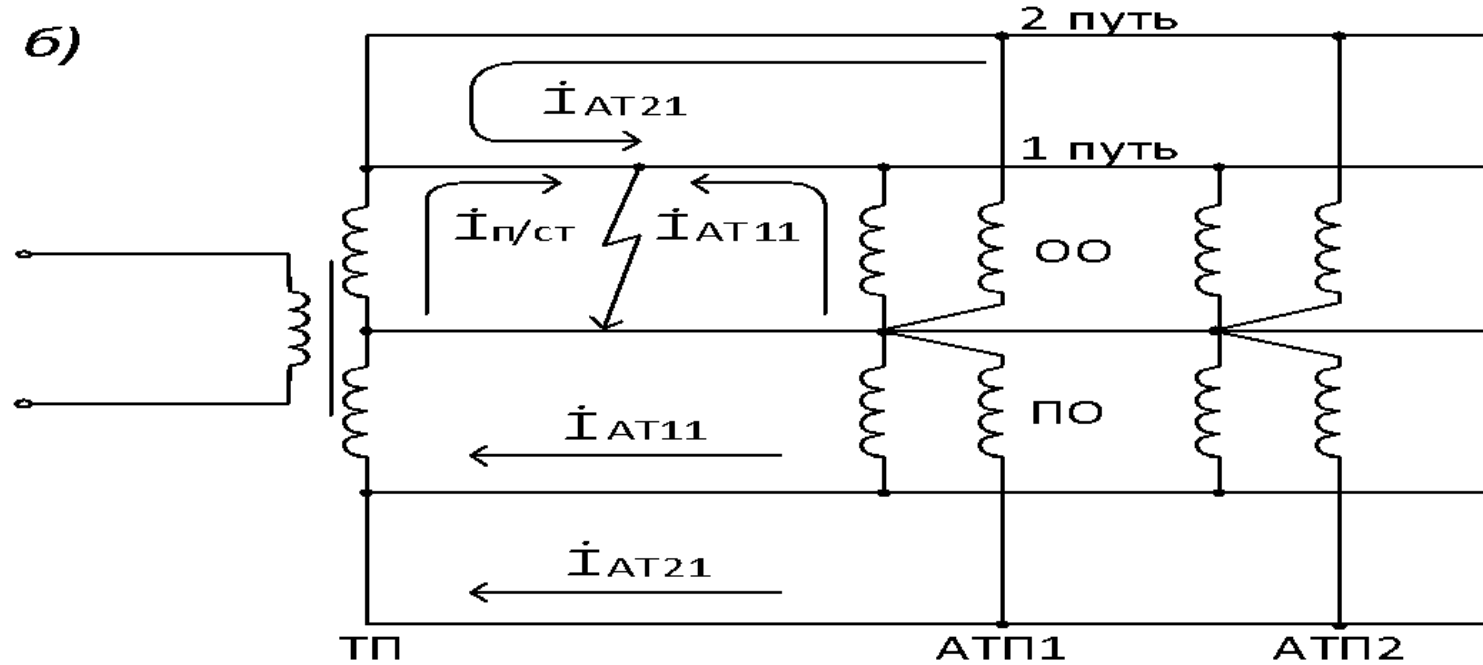 б)
2 путь
İАТ21
1 путь
İп/ст
İАТ11
ОО
İАТ11
ПО
İАТ21
ТП
АТП1
АТП2